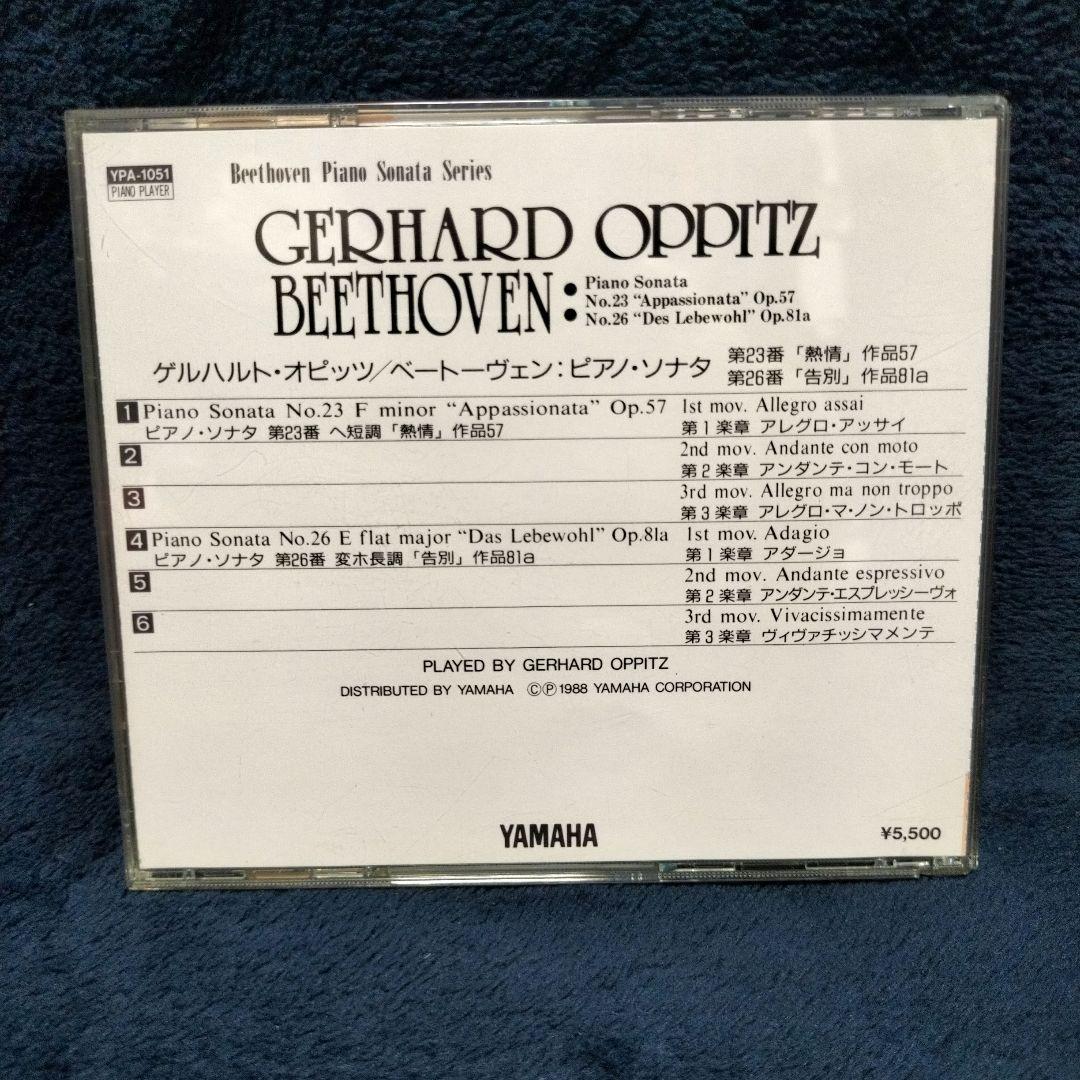 YPA-1051
PIANO PLAYER
Beethoven Piano Sonata Series
GERHARD OPPITZ
BEETHOVEN:
Piano Sonata
No.23 “Appassionata” Op.57
No.26 “Des Lebewohl” Op.81a
ゲルハルト・オピッツ/ベートーヴェン:ピアノ・ソナタ
第23番「熱情」作品57
第26番「告別」作品81a
1 Piano Sonata No.23 F minor “Appassionata” Op.57 1st mov. Allegro assai
ピアノ・ソナタ 第23番 ヘ短調「熱情」作品57 第1楽章 アレグロ・アッサイ
2 2nd mov. Andante con moto
第2楽章 アンダンテ・コン・モート
3 3rd mov. Allegro ma non troppo
第3楽章 アレグロ・マ・ノン・トロッポ
4 Piano Sonata No.26 E flat major “Das Lebewohl” Op.81a 1st mov. Adagio
ピアノ・ソナタ 第26番 変ホ長調「告別」作品81a 第1楽章 アダージョ
5 2nd mov. Andante espressivo
第2楽章 アンダンテ・エスプレッシーヴォ
6 3rd mov. Vivacissimamente
第3楽章 ヴィヴァチッシマメンテ
PLAYED BY GERHARD OPPITZ
DISTRIBUTED BY YAMAHA ©℗1988 YAMAHA CORPORATION
YAMAHA
¥5,500